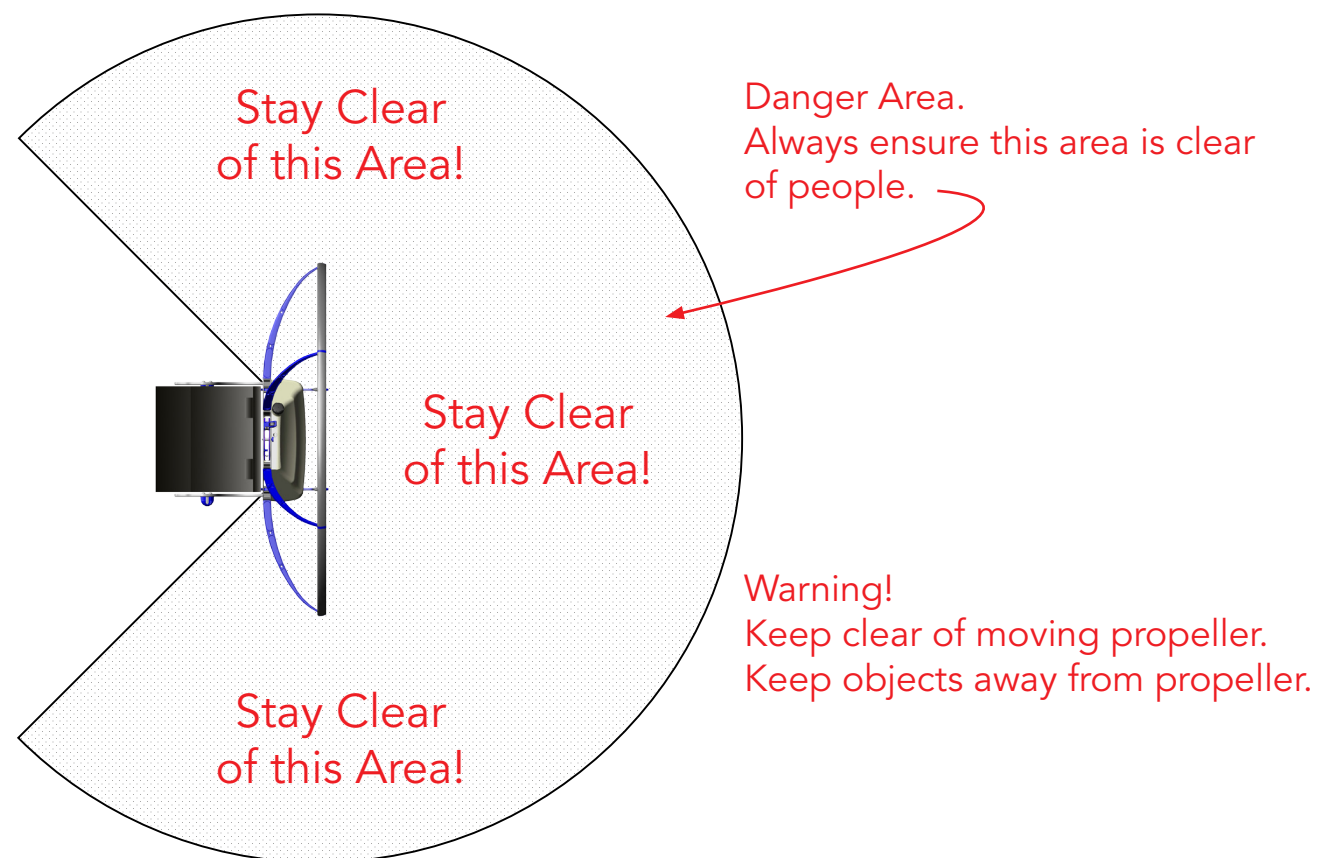 Stay Clear
of this Area!
Danger Area.
Always ensure this area is clear
of people.
Stay Clear
of this Area!
Warning!
Keep clear of moving propeller.
Keep objects away from propeller.
Stay Clear
of this Area!